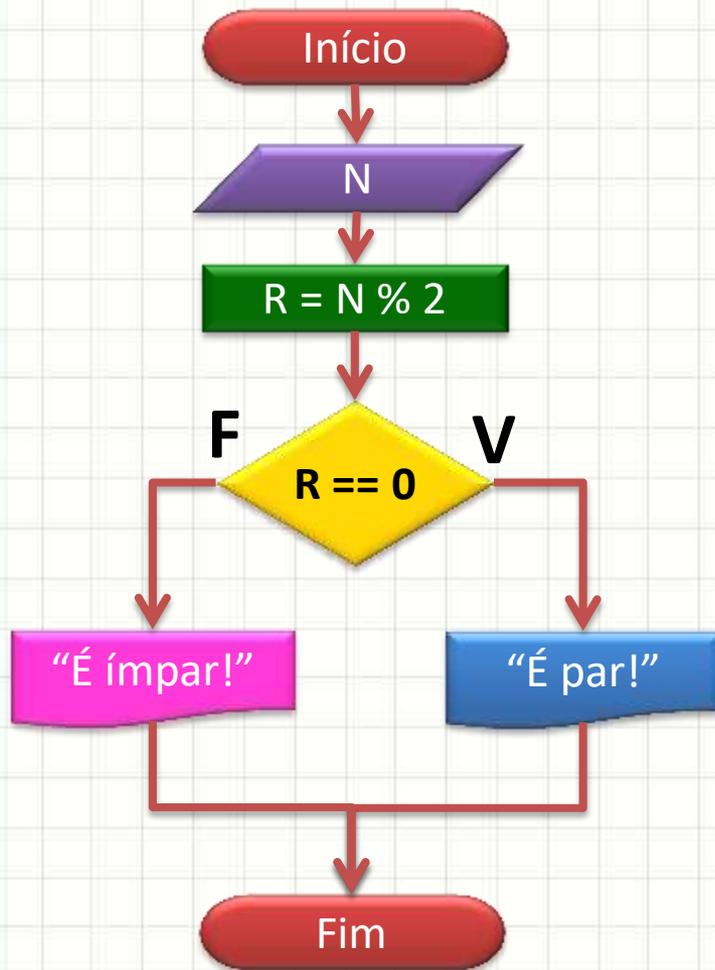 Início
N
R = N % 2
F
V
R == 0
“É ímpar!”
“É par!”
Fim